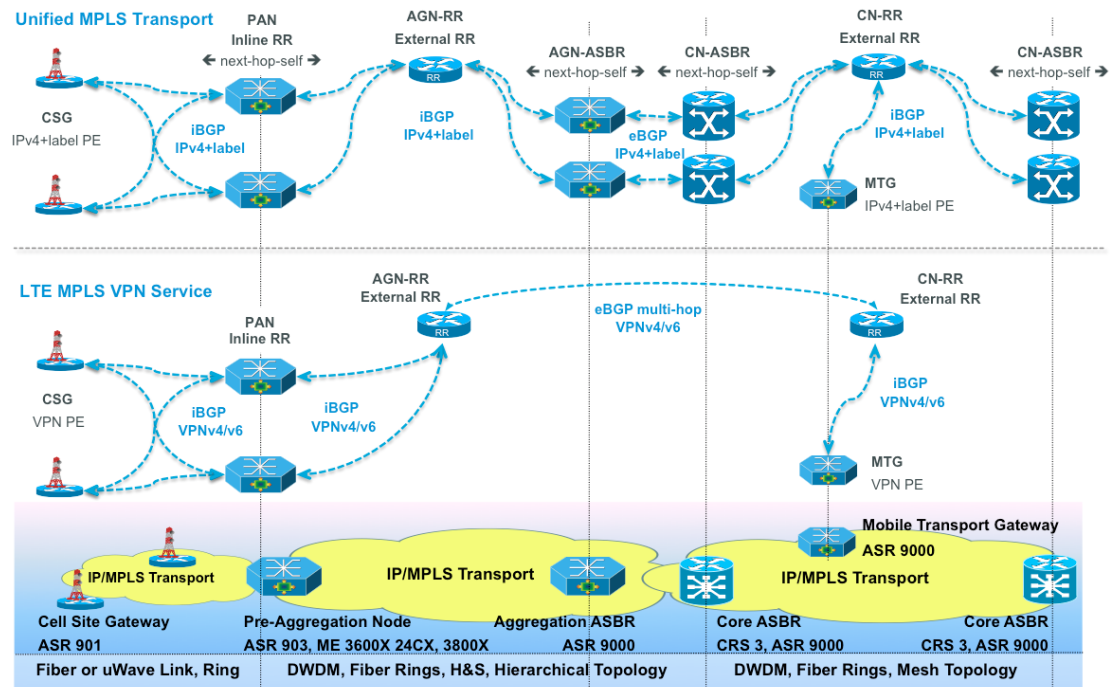 Unified MPLS Transport
PAN
Inline RR
next-hop-self
AGN-RR
External RR
RR
AGN-ASBR
next-hop-self
CN-ASBR
next-hop-self
CN-RR
External RR
RR
CN-ASBR
next-hop-self
CSG
IPv4+label PE
iBGP
IPv4+label
iBGP
IPv4+label
eBGP
IPv4+label
iBGP
IPv4+label
MTG
IPv4+label PE
LTE MPLS VPN Service
AGN-RR
External RR
RR
eBGP multi-hop
VPNv4/v6
CN-RR
External RR
RR
PAN
Inline RR
CSG
VPN PE
iBGP
VPNv4/v6
iBGP
VPNv4/v6
iBGP
VPNv4/v6
MTG
VPN PE
Mobile Transport Gateway
ASR 9000
IP/MPLS Transport
IP/MPLS Transport
IP/MPLS Transport
Cell Site Gateway
ASR 901
Pre-Aggregation Node
ASR 903, ME 3600X 24CX, 3800X
Aggregation ASBR
ASR 9000
Core ASBR
CRS 3, ASR 9000
Core ASBR
CRS 3, ASR 9000
Fiber or uWave Link, Ring
DWDM, Fiber Rings, H&S, Hierarchical Topology
DWDM, Fiber Rings, Mesh Topology